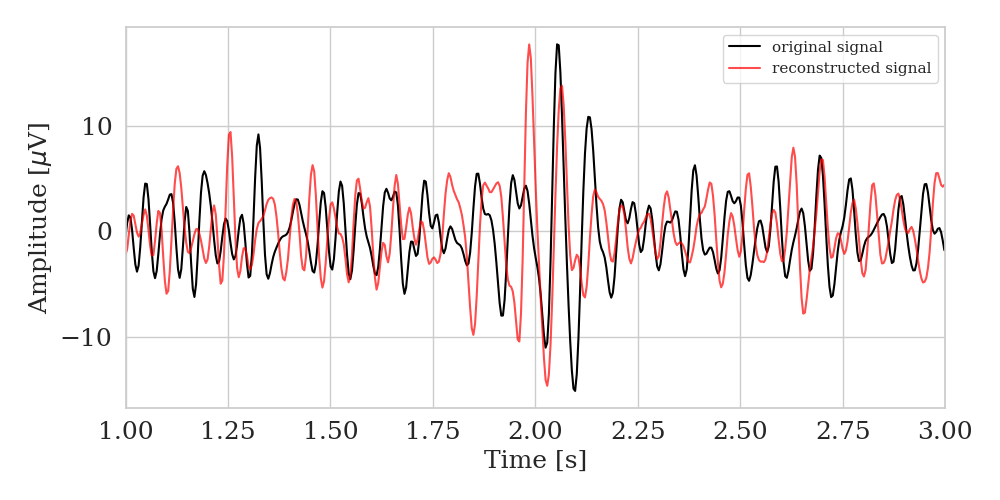 original signal
reconstructed signal
Amplitude [μV]
10
0
−10
1.00 1.25 1.50 1.75 2.00 2.25 2.50 2.75 3.00
Time [s]